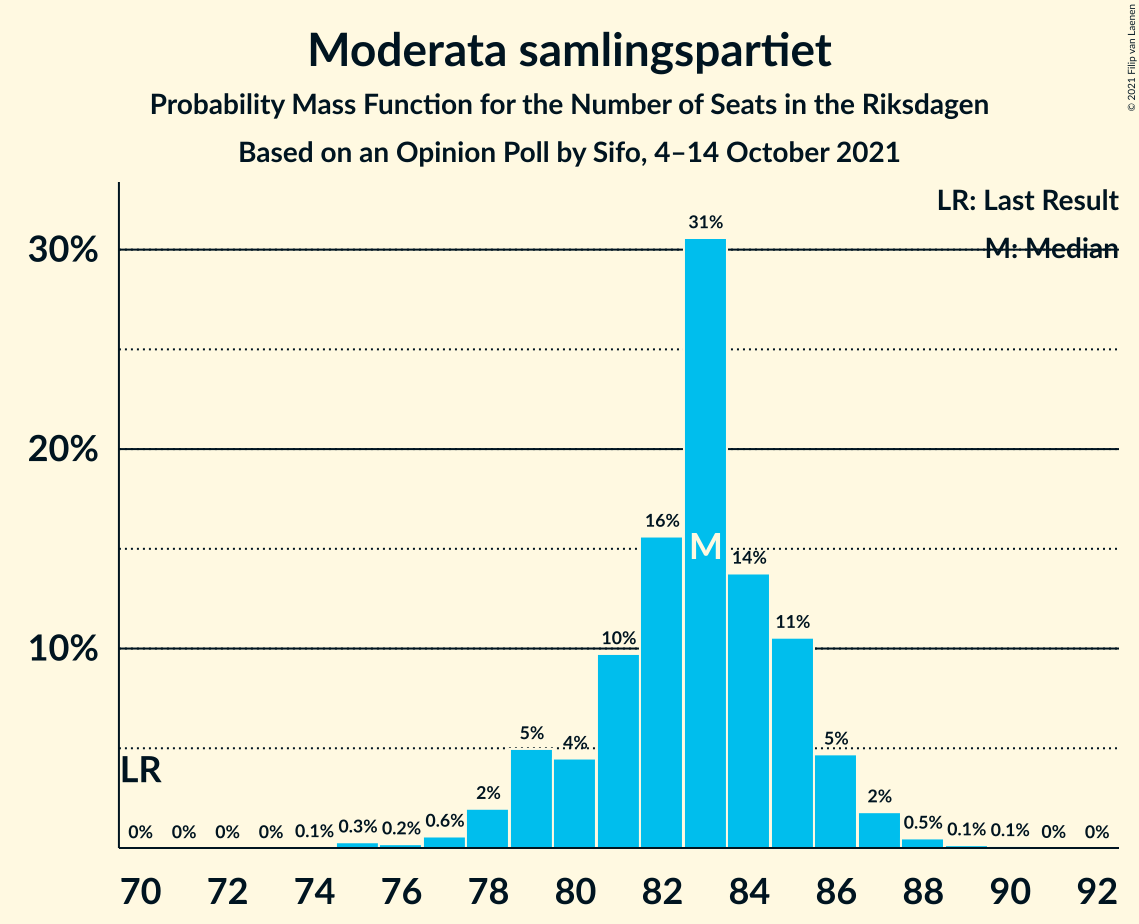 Moderata samlingspartiet
Probability Mass Function for the Number of Seats in the Riksdagen
Based on an Opinion Poll by Sifo, 4–14 October 2021
© 2021 Filip van Laenen
LR: Last Result
M: Median
30%
20%
10%
LR
0% 0% 0% 0% 0.1% 0.3% 0.2% 0.6% 2% 5% 4% 10% 16% 31% 14% 11% 5% 2% 0.5% 0.1% 0.1% 0% 0%
M
70 72 74 76 78 80 82 84 86 88 90 92